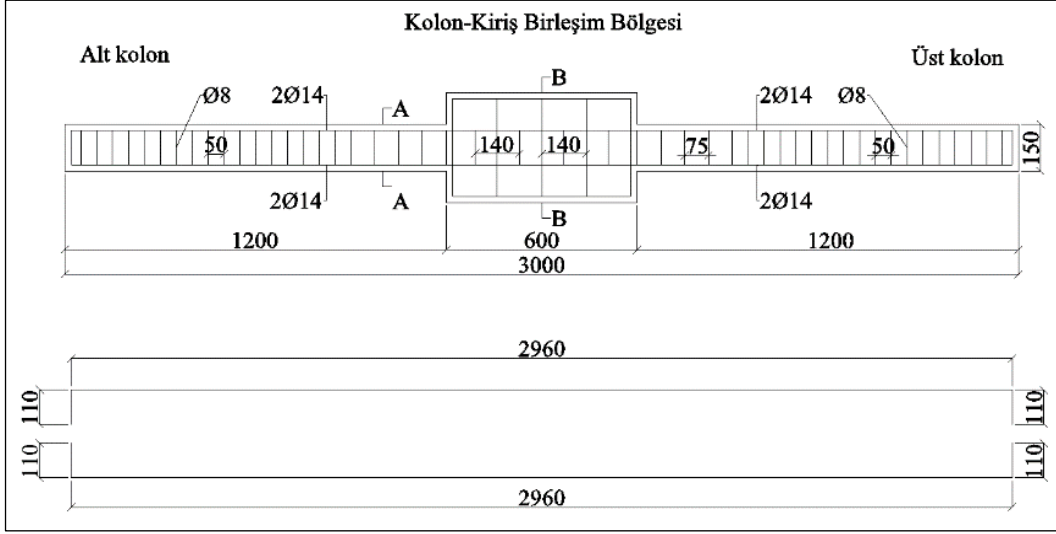 Kolon-Kiriş Birleşim Bölgesi
Alt kolon
Üst kolon
B
Ø8
2Ø14
A
2Ø14
Ø8
50
140
140
75
50
150
2Ø14
A
B
2Ø14
1200
600
1200
3000
2960
110
110
110
110
2960